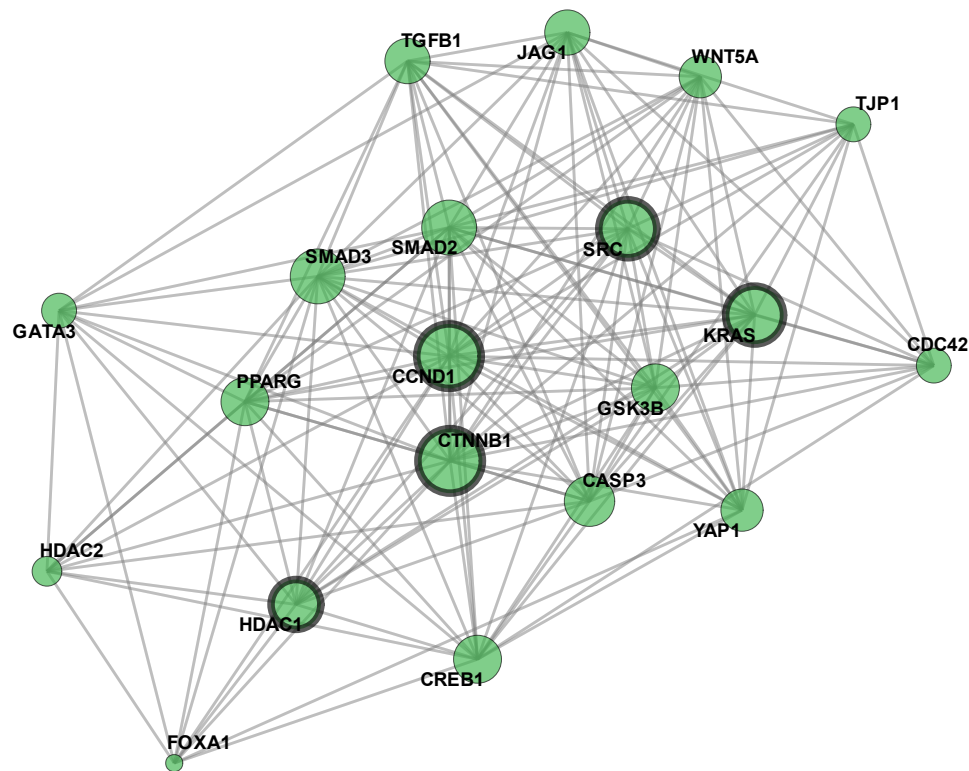 TGFB1
JAG1
WNT5A
TJP1
SMAD2
SRC
SMAD3
GATA3
KRAS
CDC42
PPARG
CCND1
GSK3B
CTNNB1
CASP3
YAP1
HDAC2
HDAC1
CREB1
FOXA1